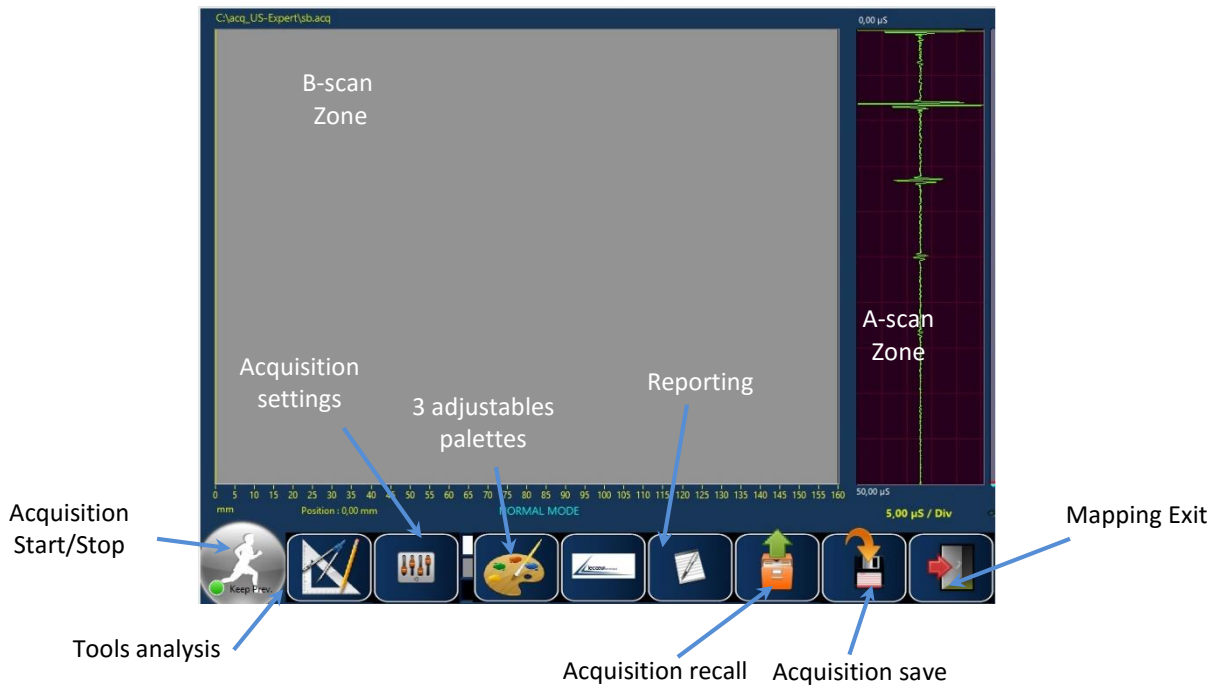 C:\acq_US-Expert\sb.acq
0,00 µS
B-scan
Zone
A-scan
Zone
Acquisition
settings
3 adjustables
palettes
Reporting
0 5 10 15 20 25 30 35 40 45 50 55 60 65 70 75 80 85 90 95 100 105 110 115 120 125 130 135 140 145 150 155 160
50,00 µS
mm
Position : 0,00 mm
NORMAL MODE
5,00 µS / Div
Acquisition
Start/Stop
Mapping Exit
Keep Prev.
lecoeur
Tools analysis
Acquisition recall
Acquisition save